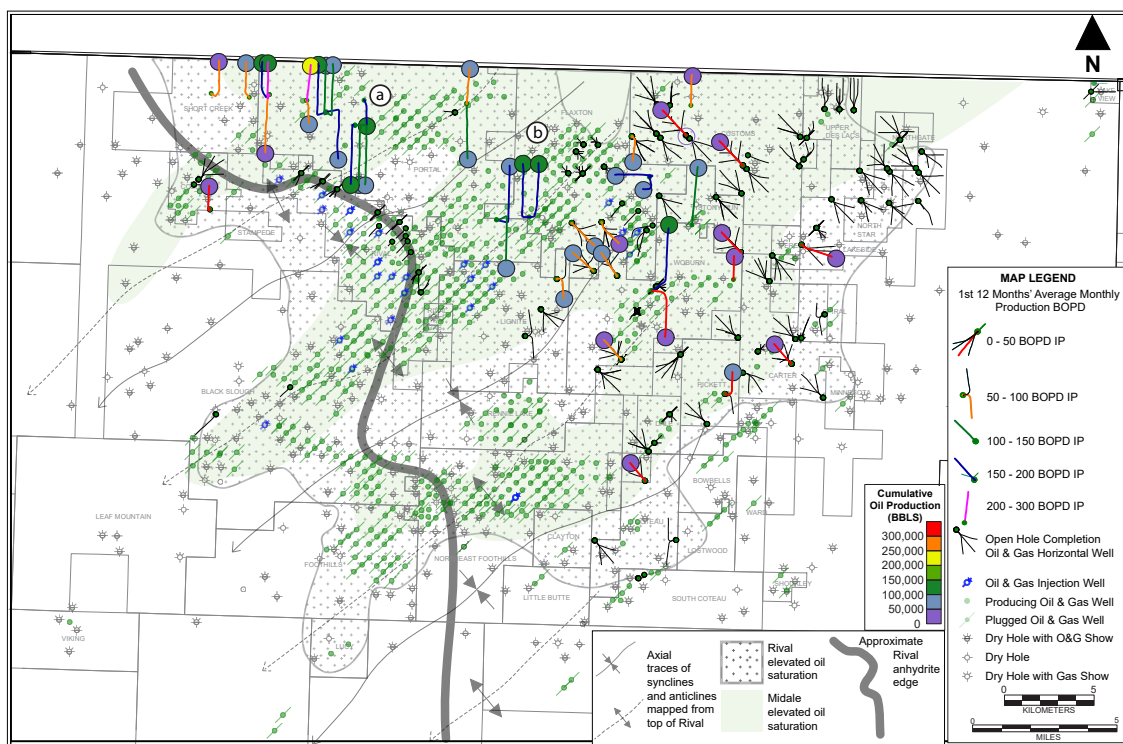 N
SHORT CREEK
a
b
FLAXTON
UPPER
DES LACS
NORTHGATE
LAKE
VIEW
PORTAL
STAMPEDE
NORTH
STAR
LAKESIDE
WOBURN
LIGNITE
CARTER
MINNESOTA
RICKETT
BLACK SLOUGH
BOWBELLS
WARD
LEAF MOUNTAIN
CLAYTON
LOSTWOOD
NORTHEAST FOOTHILLS
FOOTHILLS
LITTLE BUTTE
SOUTH COTEAU
VIKING
MAP LEGEND
1st 12 Months' Average Monthly
Production BOPD
0 - 50 BOPD IP
50 - 100 BOPD IP
100 - 150 BOPD IP
150 - 200 BOPD IP
200 - 300 BOPD IP
Open Hole Completion
Oil & Gas Horizontal Well
Oil & Gas Injection Well
Producing Oil & Gas Well
Plugged Oil & Gas Well
Dry Hole with O&G Show
Dry Hole
Dry Hole with Gas Show
0 5
KILOMETERS
0 5
MILES
Cumulative
Oil Production
(BBLS)
300,000
250,000
200,000
150,000
100,000
50,000
0
Axial
traces of
synclines
and anticlines
mapped from
top of Rival
Rival
elevated oil
saturation
Midale
elevated oil
saturation
Approximate
Rival
anhydrite
edge